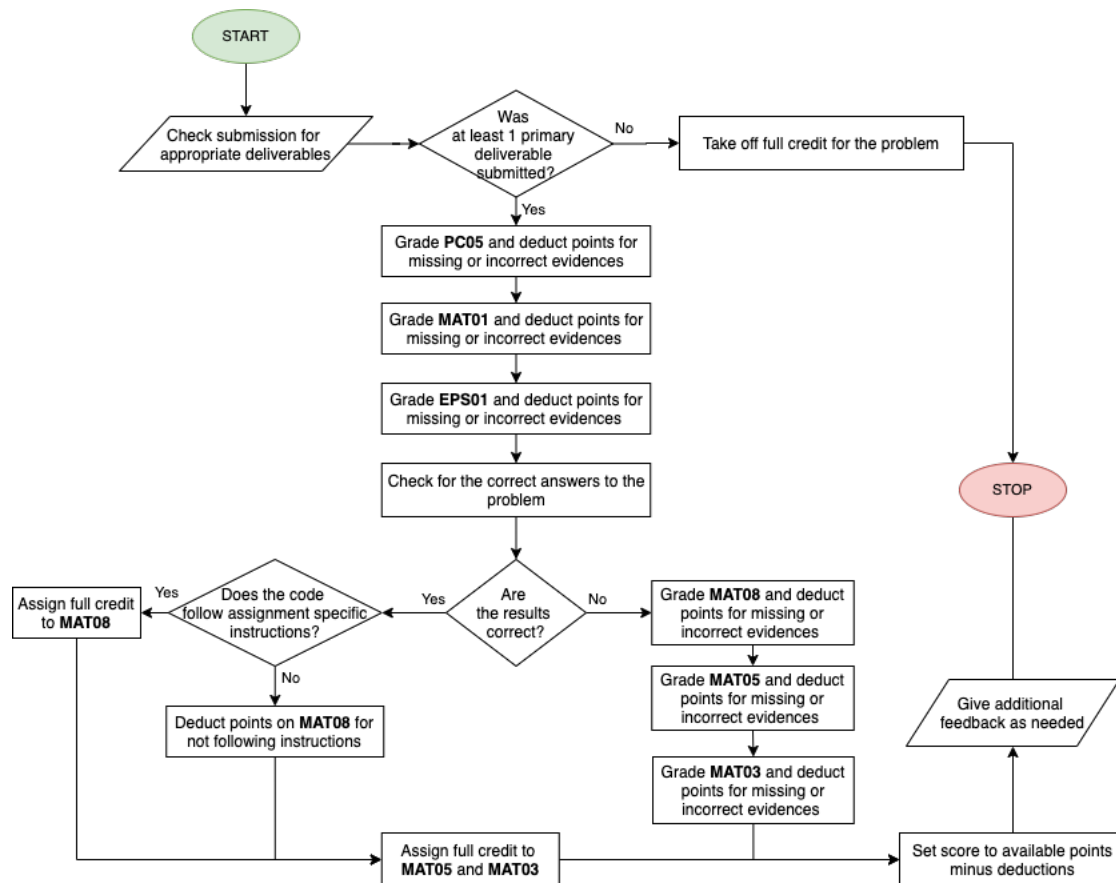 START
Check submission for
appropriate deliverables
Was
at least 1 primary
deliverable
submitted?
No
Take off full credit for the problem
Yes
Grade PC05 and deduct points for
missing or incorrect evidences
Grade MAT01 and deduct points for
missing or incorrect evidences
Grade EPS01 and deduct points for
missing or incorrect evidences
Check for the correct answers to the
problem
STOP
Are
the results
correct?
Yes
Does the code
follow assignment specific
instructions?
Yes
Assign full credit
to MAT08
No
Deduct points on MAT08 for
not following instructions
No
Grade MAT08 and deduct
points for missing or
incorrect evidences
Grade MAT05 and deduct
points for missing or
incorrect evidences
Grade MAT03 and deduct
points for missing or
incorrect evidences
Assign full credit to
MAT05 and MAT03
Set score to available points
minus deductions
Give additional
feedback as needed